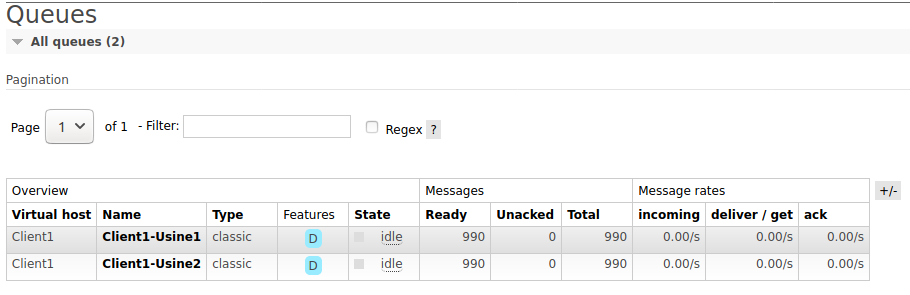 Queues
All queues (2)
Pagination
Page 1 of 1 - Filter: Regex ?
Overview Messages Message rates +/-
Virtual host Name Type Features State Ready Unacked Total incoming deliver / get ack
Client1 Client1-Usine1 classic D idle 990 0 990 0.00/s 0.00/s 0.00/s
Client1 Client1-Usine2 classic D idle 990 0 990 0.00/s 0.00/s 0.00/s